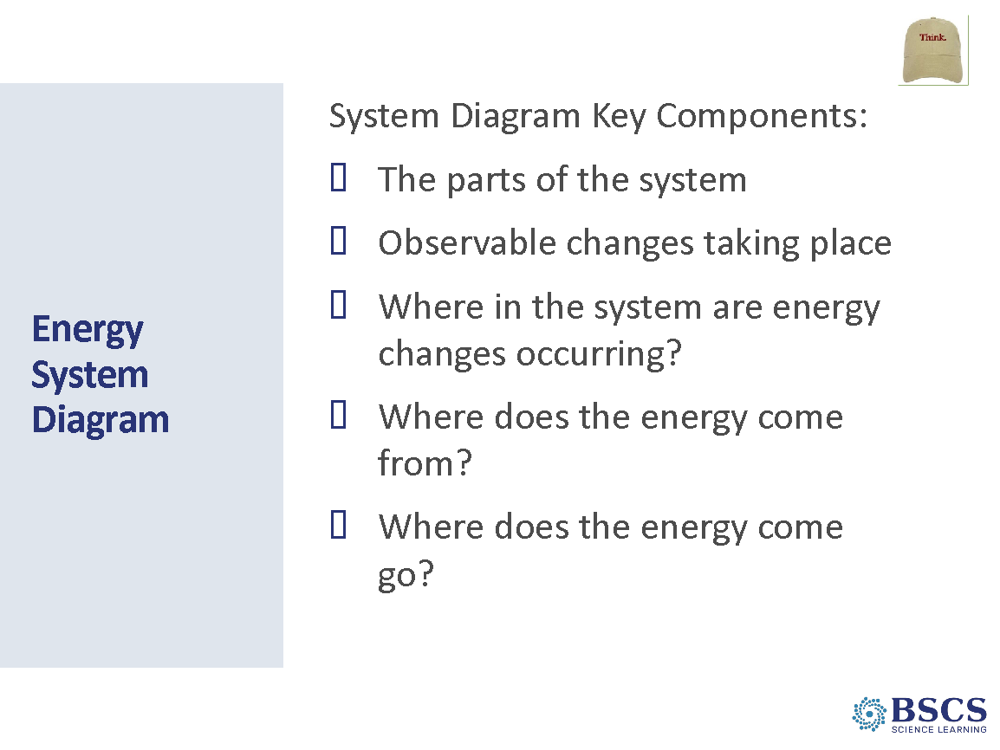 Think.
System Diagram Key Components:
The parts of the system
Observable changes taking place
Where in the system are energy
changes occurring?
Where does the energy come
from?
Where does the energy come
go?
Energy
System
Diagram
BSCS
SCIENCE LEARNING